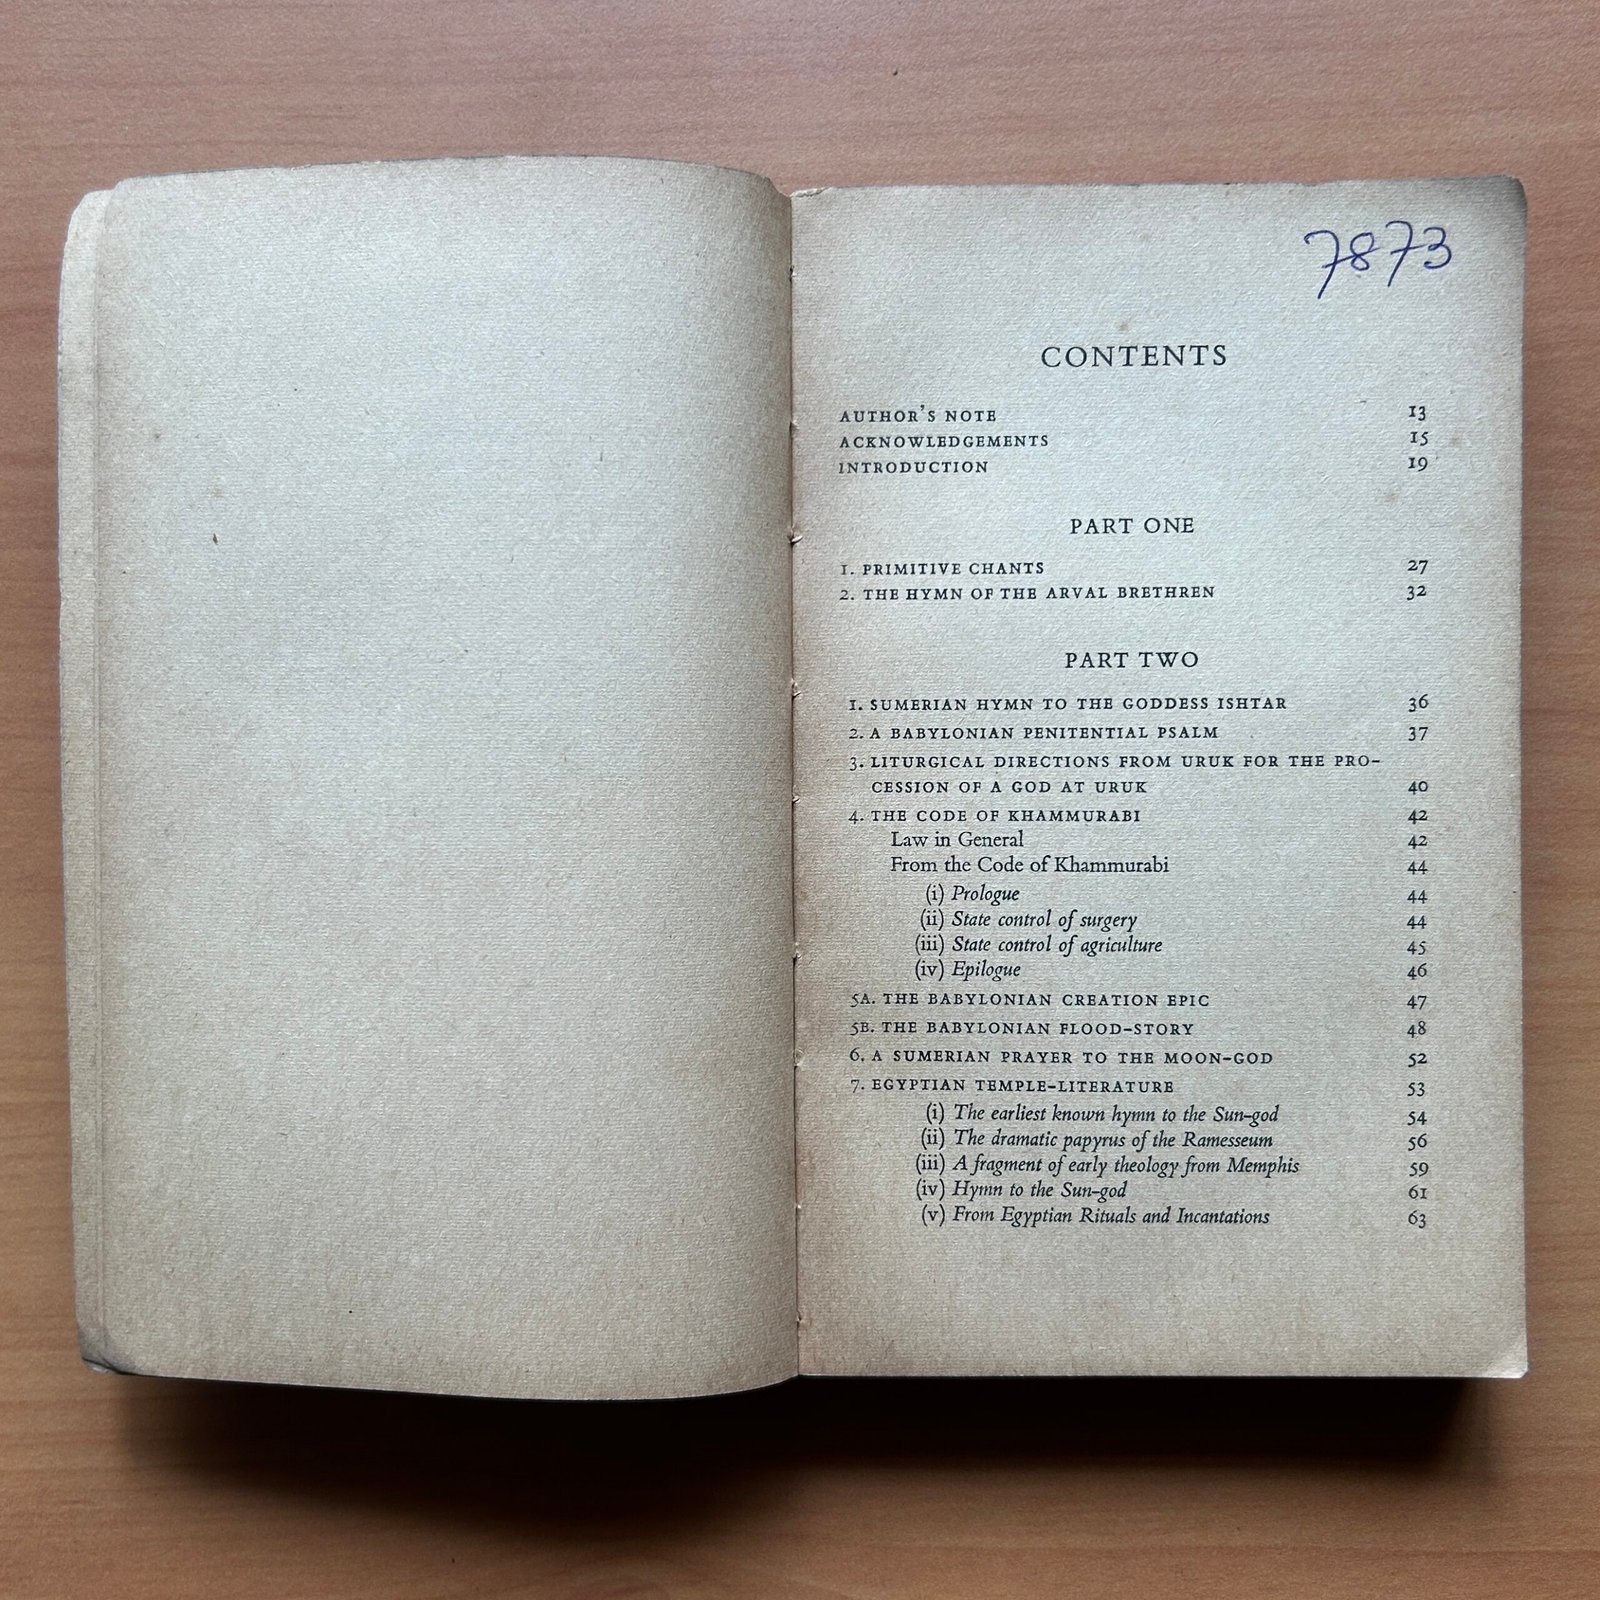 7873
CONTENTS
AUTHOR'S NOTE 13
ACKNOWLEDGEMENTS 15
INTRODUCTION 19
PART ONE
1. PRIMITIVE CHANTS 27
2. THE HYMN OF THE ARVAL BRETHREN 32
PART TWO
1. SUMERIAN HYMN TO THE GODDESS ISHTAR 36
2. A BABYLONIAN PENITENTIAL PSALM 37
3. LITURGICAL DIRECTIONS FROM URUK FOR THE PRO-
CESSION OF A GOD AT URUK 40
4. THE CODE OF KHAMMURABI 42
Law in General 42
From the Code of Khammurabi 44
(i) Prologue 44
(ii) State control of surgery 44
(iii) State control of agriculture 45
(iv) Epilogue 46
5A. THE BABYLONIAN CREATION EPIC 47
5B. THE BABYLONIAN FLOOD-STORY 48
6. A SUMERIAN PRAYER TO THE MOON-GOD 52
7. EGYPTIAN TEMPLE-LITERATURE 53
(i) The earliest known hymn to the Sun-god 54
(ii) The dramatic papyrus of the Ramesseum 56
(iii) A fragment of early theology from Memphis 59
(iv) Hymn to the Sun-god 61
(v) From Egyptian Rituals and Incantations 63